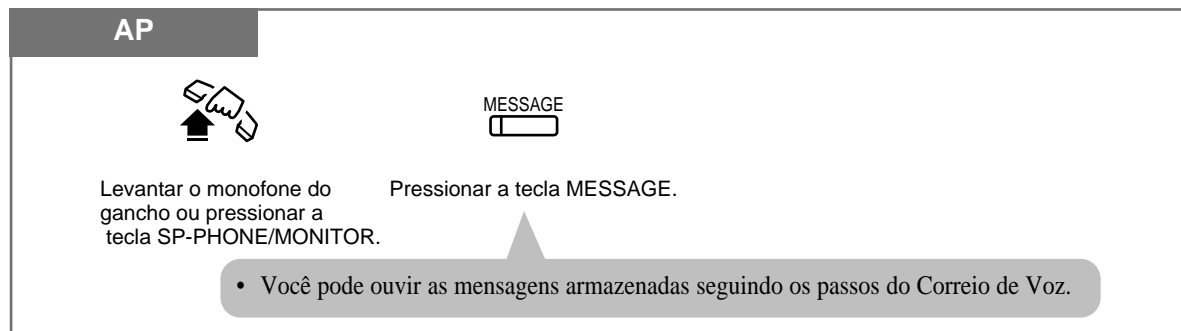 AP
MESSAGE
Levantar o monofone do
gancho ou pressionar a
tecla SP-PHONE/MONITOR.
Pressionar a tecla MESSAGE.
• Você pode ouvir as mensagens armazenadas seguindo os passos do Correio de Voz.